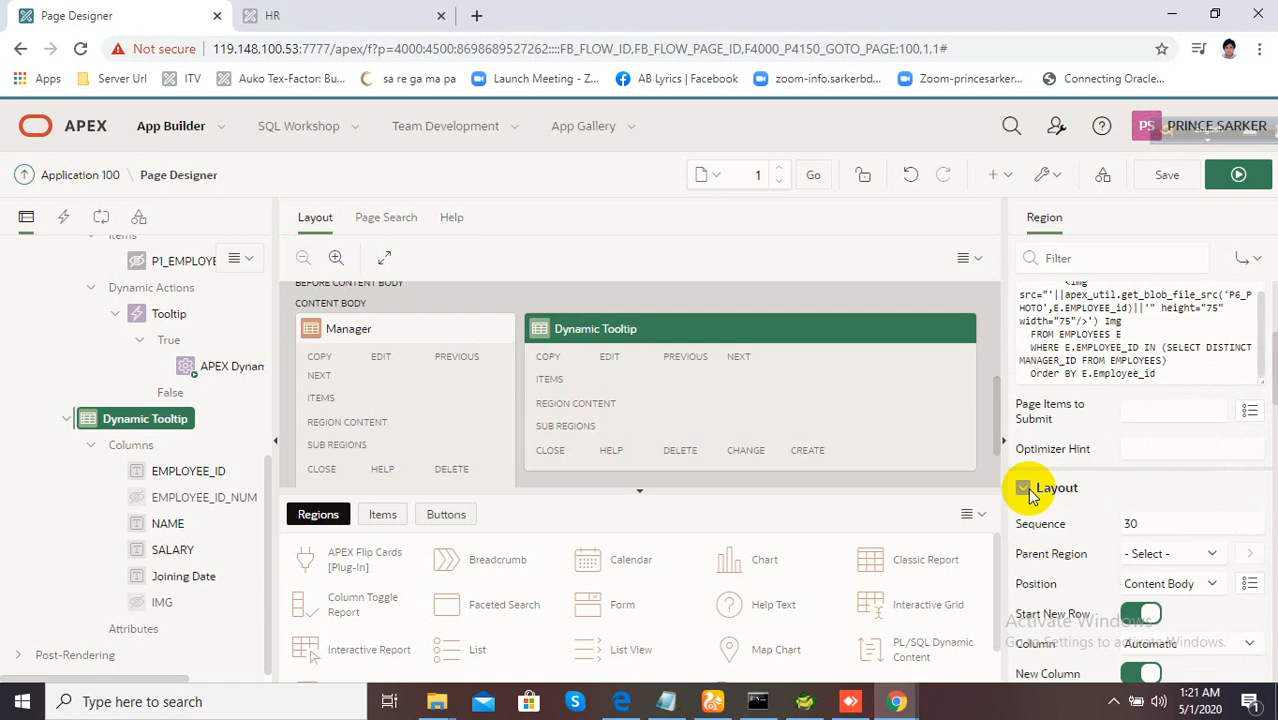 Page Designer
HR
Not secure
119.148.100.53:7777/apex/f?p=4000:4500:8698689527262::::FB_FLOW_ID,FB_FLOW_PAGE_ID,F4000_P4150_GOTO_PAGE:100,1,1#
Apps
Server Url
ITV
Auko Tex-Factor: Bu...
sa re ga ma pa
Launch Meeting - Z...
AB Lyrics | Facebook
zoom-info.sarkerbd...
Zoom-princesarker...
Connecting Oracle...
APEX
App Builder
SQL Workshop
Team Development
App Gallery
PS
PRINCE SARKER
Application 100
Page Designer
1
Go
Save
Layout
Page Search
Help
Region
Filter
Items
P1_EMPLOYE
Dynamic Actions
Tooltip
True
APEX Dynam
False
Dynamic Tooltip
Columns
EMPLOYEE_ID
EMPLOYEE_ID_NUM
NAME
SALARY
Joining Date
IMG
Attributes
Post-Rendering
BEFORE CONTENT BODY
CONTENT BODY
Manager
COPY EDIT PREVIOUS
NEXT
ITEMS
REGION CONTENT
SUB REGIONS
CLOSE HELP DELETE
Dynamic Tooltip
COPY EDIT PREVIOUS NEXT
ITEMS
REGION CONTENT
SUB REGIONS
CLOSE HELP DELETE CHANGE CREATE
Regions
Items
Buttons
APEX Flip Cards
[Plug-In]
Breadcrumb
Calendar
Chart
Classic Report
Column Toggle
Report
Faceted Search
Form
Help Text
Interactive Grid
Interactive Report
List
List View
Map Chart
PL/SQL Dynamic
Content
<img
src="'||apex_util.get_blob_file_src('P6_P
HOTO',E.EMPLOYEE_id)||'" height="75"
width="75"/>') Img
FROM EMPLOYEES E
WHERE E.EMPLOYEE_ID IN (SELECT DISTINCT
MANAGER_ID FROM EMPLOYEES)
Order BY E.Employee_id
Page Items to
Submit
Optimizer Hint
Layout
Sequence
30
Parent Region
- Select -
Position
Content Body
Start New Row
Activate Windows
Go to Settings to activate Windows.
Column
Automatic
New Column
Type here to search
1:21 AM
5/1/2020
1